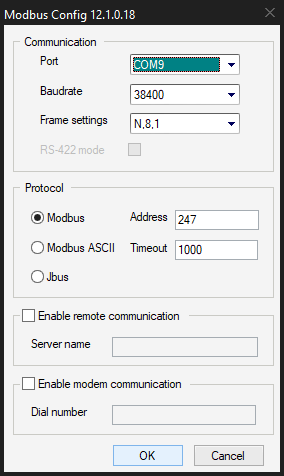 Modbus Config 12.1.0.18
Communication
Port COM9
Baudrate 38400
Frame settings N,8,1
RS-422 mode
Protocol
Modbus Address 247
Modbus ASCII Timeout 1000
Jbus
Enable remote communication
Server name
Enable modem communication
Dial number
OK Cancel